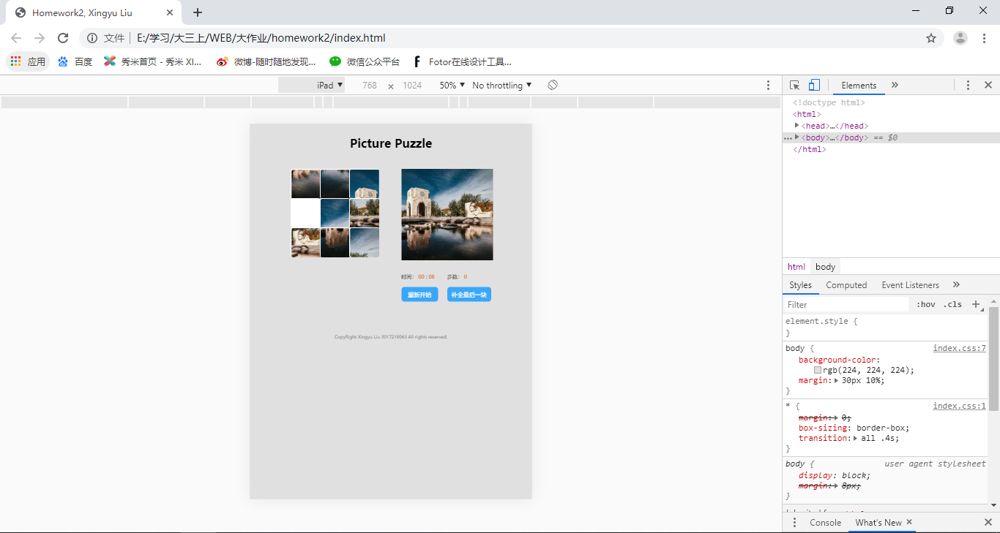 Homework2, Xingyu Liu
文件 E:/学习/大三上/WEB/大作业/homework2/index.html
应用 百度 秀米首页 - 秀米 XI... 微博-随时随地发现... 微信公众平台 Fotor在线设计工具...
iPad ▼ 768 × 1024 50% ▼ No throttling ▼
Elements »
<!doctype html>
<html>
▶<head>…</head>
… ▶<body>…</body> == $0
</html>
Picture Puzzle
时间: 00 : 08 步数: 0
重新开始 补全最后一块
CopyRight Xingyu Liu 3017218063 All rights reserved.
html body
Styles Computed Event Listeners »
Filter :hov .cls +
element.style {
}
body { index.css:7
background-color:
rgb(224, 224, 224);
margin:▶ 30px 10%;
}
* { index.css:1
margin:▶ 0;
box-sizing: border-box;
transition:▶ all .4s;
}
body { user agent stylesheet
display: block;
margin:▶ 8px;
}
Console What's New ×